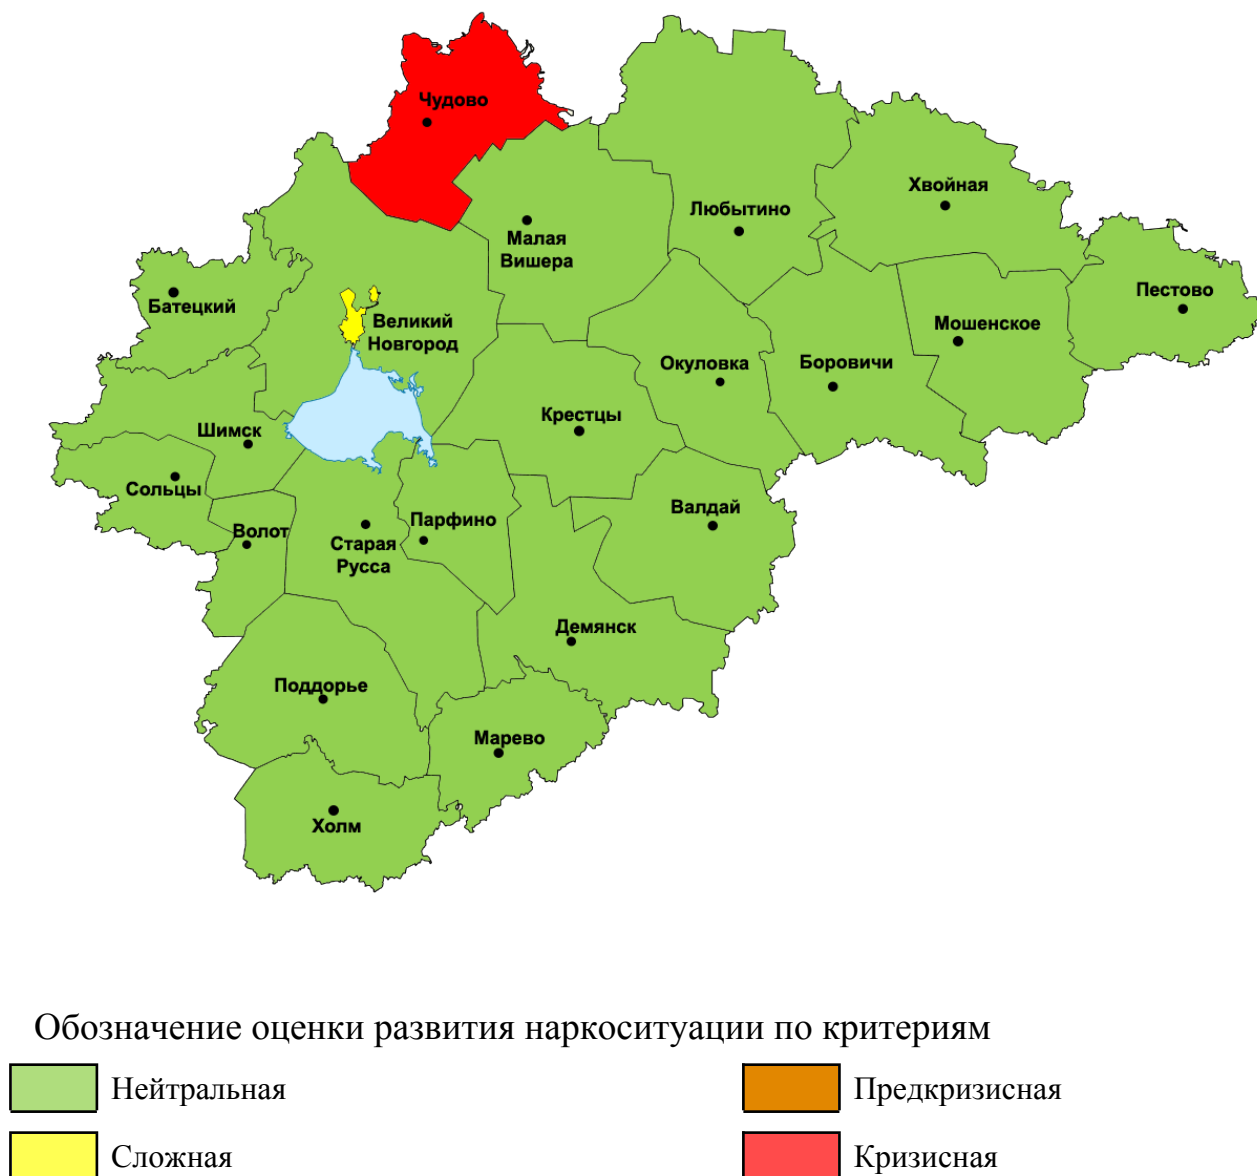 Чудово
Хвойная
Любытино
Малая
Вишера
Пестово
Батецкий
Мошенское
Великий
Новгород
Окуловка
Боровичи
Крестцы
Шимск
Сольцы
Валдай
Парфино
Волот
Старая
Русса
Демянск
Поддорье
Марево
Холм
Обозначение оценки развития наркоситуации по критериям
Нейтральная
Предкризисная
Сложная
Кризисная